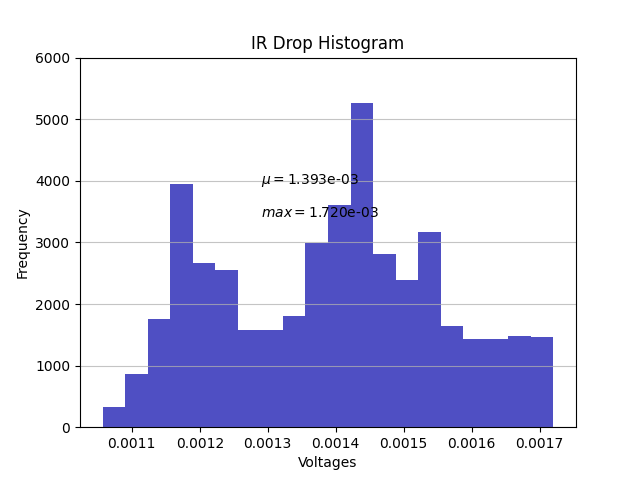 IR Drop Histogram
6000
5000
4000
3000
2000
1000
0
Frequency
μ = 1.393e-03
max = 1.720e-03
0.0011 0.0012 0.0013 0.0014 0.0015 0.0016 0.0017
Voltages